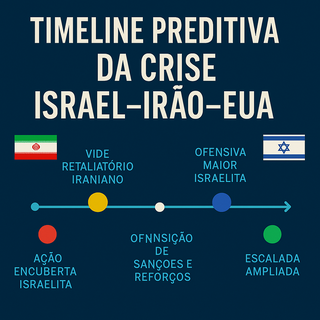 TIMELINE PREDITIVA
DA CRISE
ISRAEL–IRÃO–EUA
VIDE
RETALIATÓRIO
IRANIANO
OFENSIVA
MAIOR
ISRAELITA
AÇÃO
ENCUBERTA
ISRAELITA
OFNNSIÇÃO
DE
SANÇOES E
REFORÇOS
ESCALADA
AMPLIADA